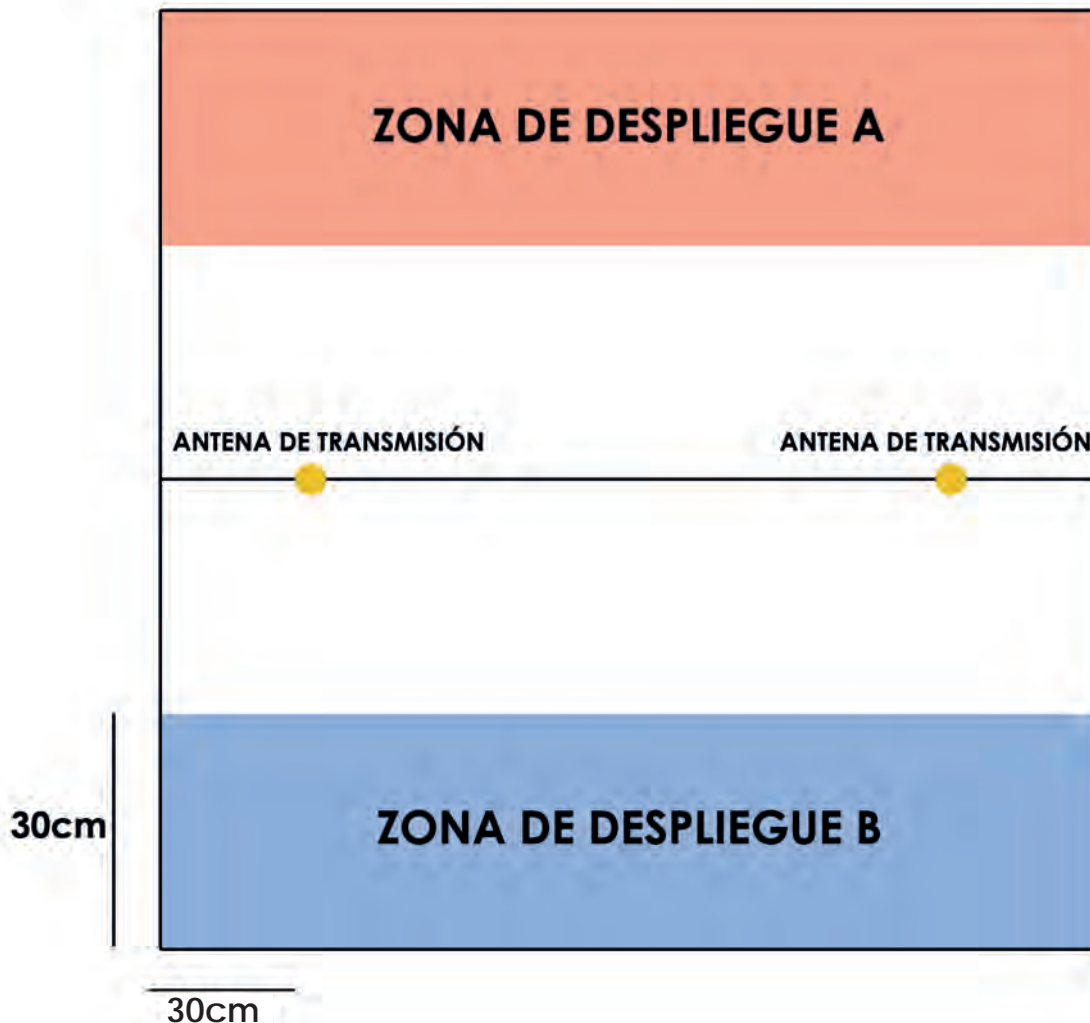 ZONA DE DESPLIEGUE A
ANTENA DE TRANSMISIÓN
ANTENA DE TRANSMISIÓN
30cm
ZONA DE DESPLIEGUE B
30cm